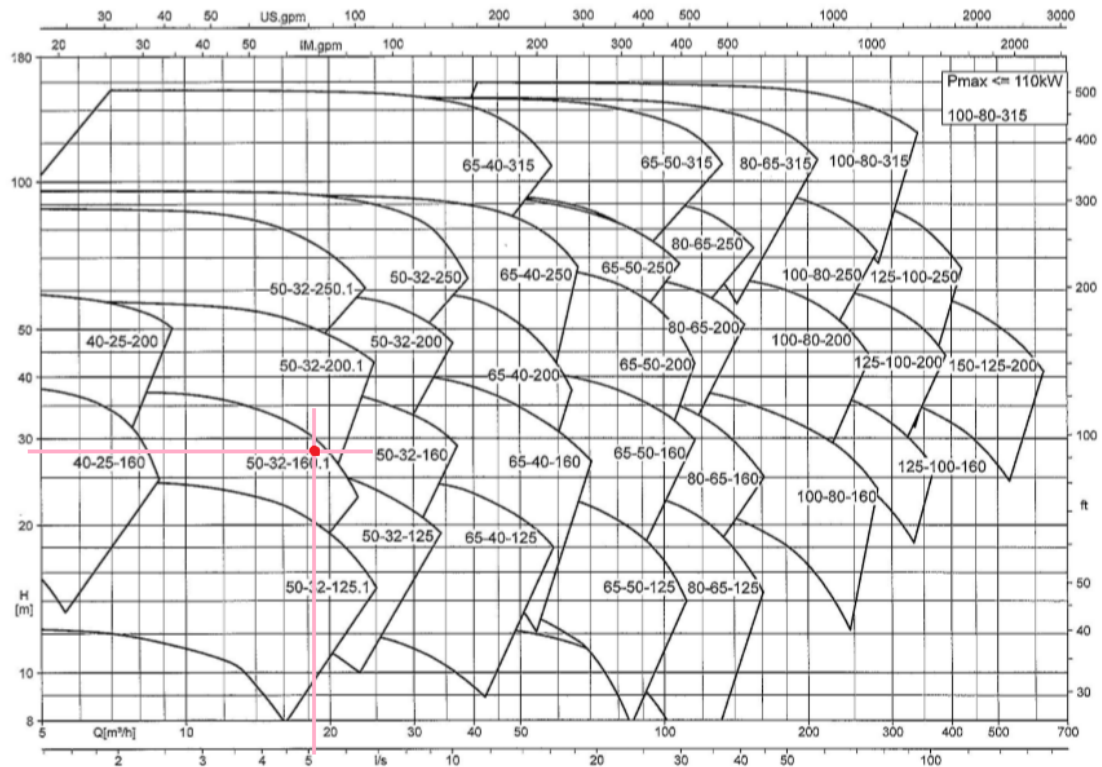 30 40 50 US.gpm 100 200 300 400 500 1000 2000 3000
20 30 40 50 IM.gpm 100 200 300 400 500 1000 2000
180
Pmax <= 110kW
500
100-80-315
400
65-40-315 65-50-315 80-65-315 100-80-315
100
300
80-65-250
50-32-250.1 50-32-250 65-40-250 65-50-250 100-80-250 125-100-250
200
50
40-25-200 50-32-200 80-65-200 100-80-200
50-32-200.1 65-40-200 65-50-200 125-100-200 150-125-200
40
30
100
40-25-160 50-32-160.1 50-32-160 65-40-160 65-50-160 80-65-160 100-80-160 125-100-160
ft
20
50-32-125 65-40-125
50-32-125.1 65-50-125 80-65-125
50
H
[m]
40
10
30
8
5 Q[m³/h] 10 20 30 40 50 100 200 300 400 500 700
2 3 4 5 l/s 10 20 30 40 50 100